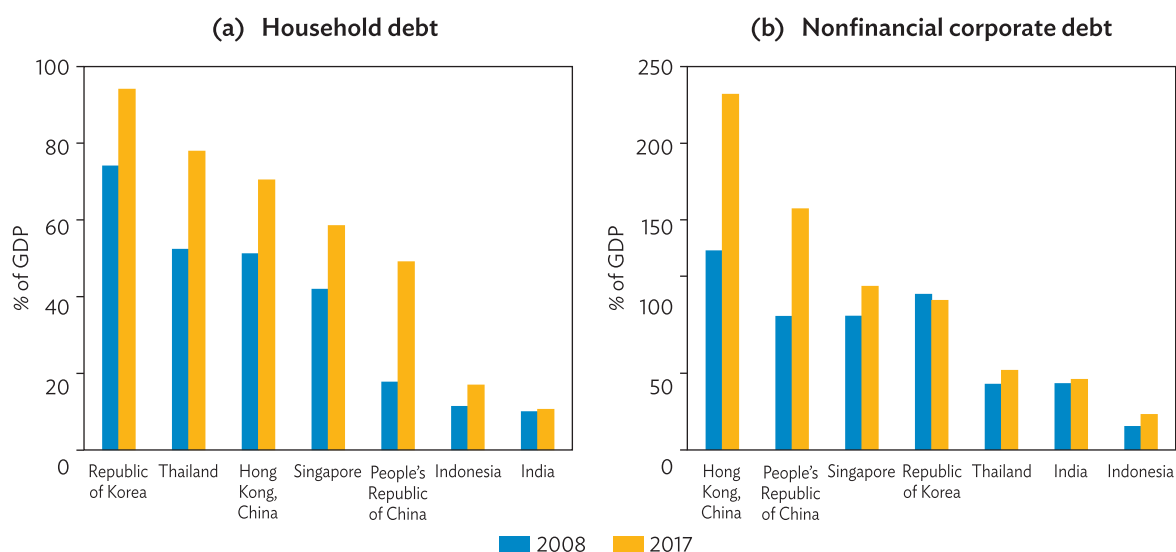 (a) Household debt
100
80
60
40
20
0
% of GDP
Republic
of Korea
Thailand
Hong
Kong,
China
Singapore
People's
Republic
of China
Indonesia
India
(b) Nonfinancial corporate debt
250
200
150
100
50
0
% of GDP
Hong
Kong,
China
People's
Republic
of China
Singapore
Republic
of Korea
Thailand
India
Indonesia
2008
2017